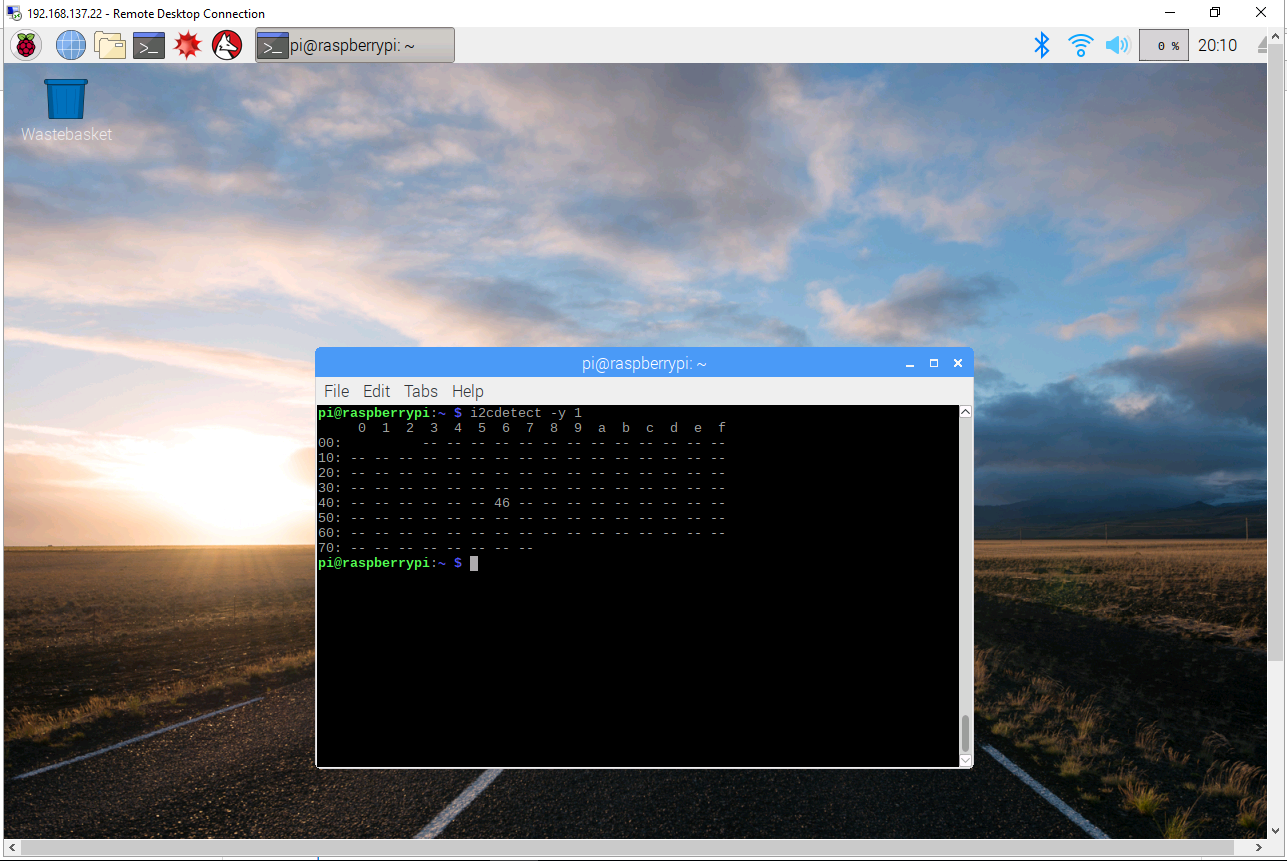 192.168.137.22 - Remote Desktop Connection
pi@raspberrypi: ~
0 %
20:10
Wastebasket
pi@raspberrypi: ~
File Edit Tabs Help
pi@raspberrypi:~ $ i2cdetect -y 1
     0  1  2  3  4  5  6  7  8  9  a  b  c  d  e  f
00:          -- -- -- -- -- -- -- -- -- -- -- -- --
10: -- -- -- -- -- -- -- -- -- -- -- -- -- -- -- --
20: -- -- -- -- -- -- -- -- -- -- -- -- -- -- -- --
30: -- -- -- -- -- -- -- -- -- -- -- -- -- -- -- --
40: -- -- -- -- -- -- 46 -- -- -- -- -- -- -- -- --
50: -- -- -- -- -- -- -- -- -- -- -- -- -- -- -- --
60: -- -- -- -- -- -- -- -- -- -- -- -- -- -- -- --
70: -- -- -- -- -- -- -- --
pi@raspberrypi:~ $